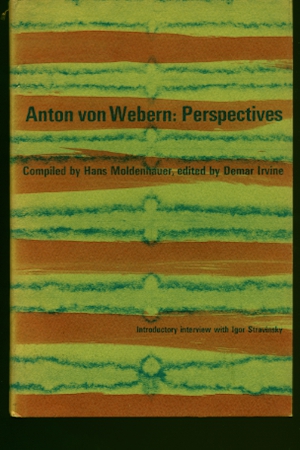 Anton von Webern: Perspectives
Compiled by Hans Moldenhauer, edited by Demar Irvine
Introductory interview with Igor Stravinsky